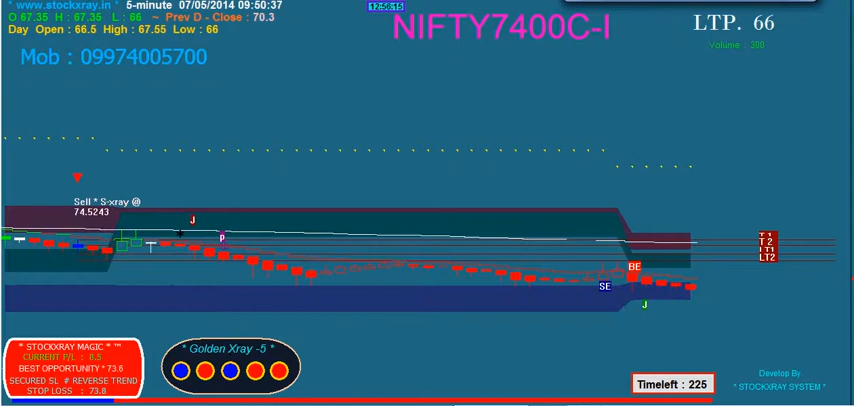 * www.stockxray.in * 5-minute 07/05/2014 09:50:37
O 67.35 H : 67.35 L : 66 ~ Prev D - Close : 70.3
Day Open : 66.5 High : 67.55 Low : 66
12:56:15
NIFTY7400C-I
LTP. 66
Volume : 300
Mob : 09974005700
Sell * S-xray @
74.5243
J
P
T 1
T 2
LT1
LT2
BE
SE
J
* STOCKXRAY MAGIC * ™
CURRENT P/L : 8.5
BEST OPPORTUNITY * 73.6
SECURED SL # REVERSE TREND
STOP LOSS : 73.8
* Golden Xray -5 *
Timeleft : 225
Develop By
* STOCKXRAY SYSTEM *